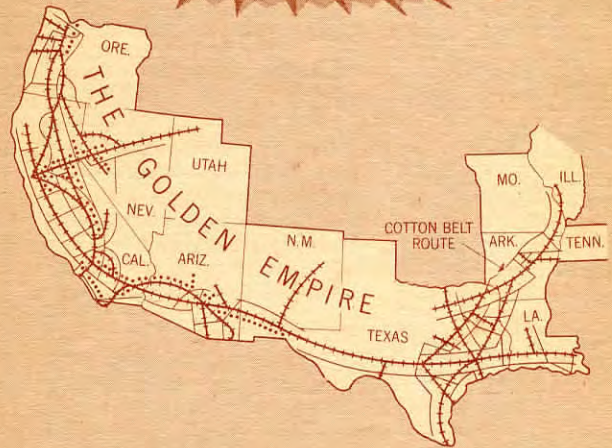 ORE.
THE
GOLDEN
EMPIRE
UTAH
NEV.
CAL.
ARIZ.
N.M.
TEXAS
COTTON BELT
ROUTE
MO.
ILL.
ARK.
TENN.
LA.